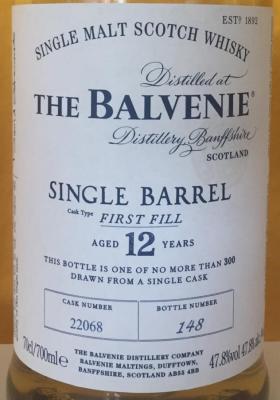 ESTD 1892
SINGLE MALT SCOTCH WHISKY
Distilled at
THE BALVENIE®
Distillery, Banffshire
SCOTLAND
SINGLE BARREL
Cask Type FIRST FILL
AGED 12 YEARS
THIS BOTTLE IS ONE OF NO MORE THAN 300
DRAWN FROM A SINGLE CASK
CASK NUMBER
22068
BOTTLE NUMBER
148
70cl/700ml e
THE BALVENIE DISTILLERY COMPANY
BALVENIE MALTINGS, DUFFTOWN,
BANFFSHIRE, SCOTLAND AB55 4BB
47.8%vol 47.8%